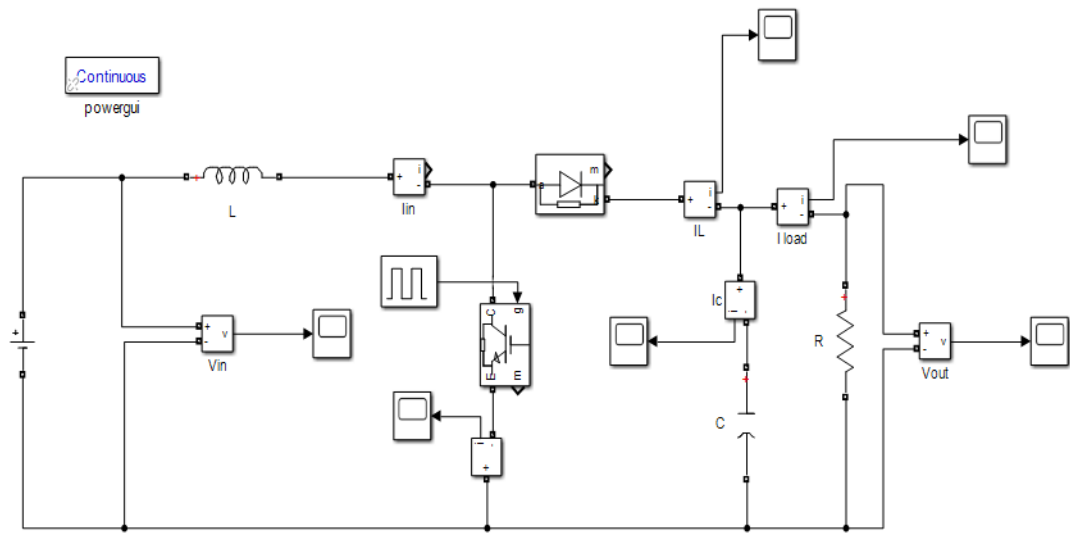 Continuous
powergui
L
+
i
-
Iin
a
m
k
+
i
-
IL
+
i
-
I load
+
+
v
-
Vin
C
g
E
m
i
-
+
Ic
+
i
-
+
C
+
R
+
v
-
Vout